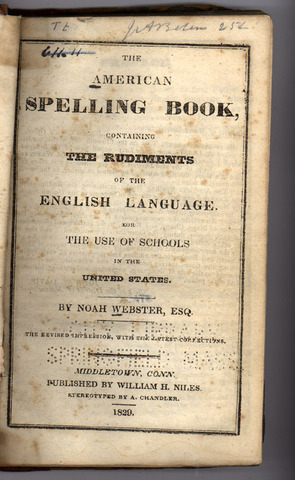 THE
AMERICAN
SPELLING BOOK,
CONTAINING
THE RUDIMENTS
OF THE
ENGLISH LANGUAGE.
FOR
THE USE OF SCHOOLS
IN THE
UNITED STATES.
BY NOAH WEBSTER, ESQ.
THE REVISED IMPRESSION, WITH THE LATEST CORRECTIONS.
MIDDLETOWN, CONN.
PUBLISHED BY WILLIAM H. NILES.
STEREOTYPED BY A. CHANDLER.
1829.